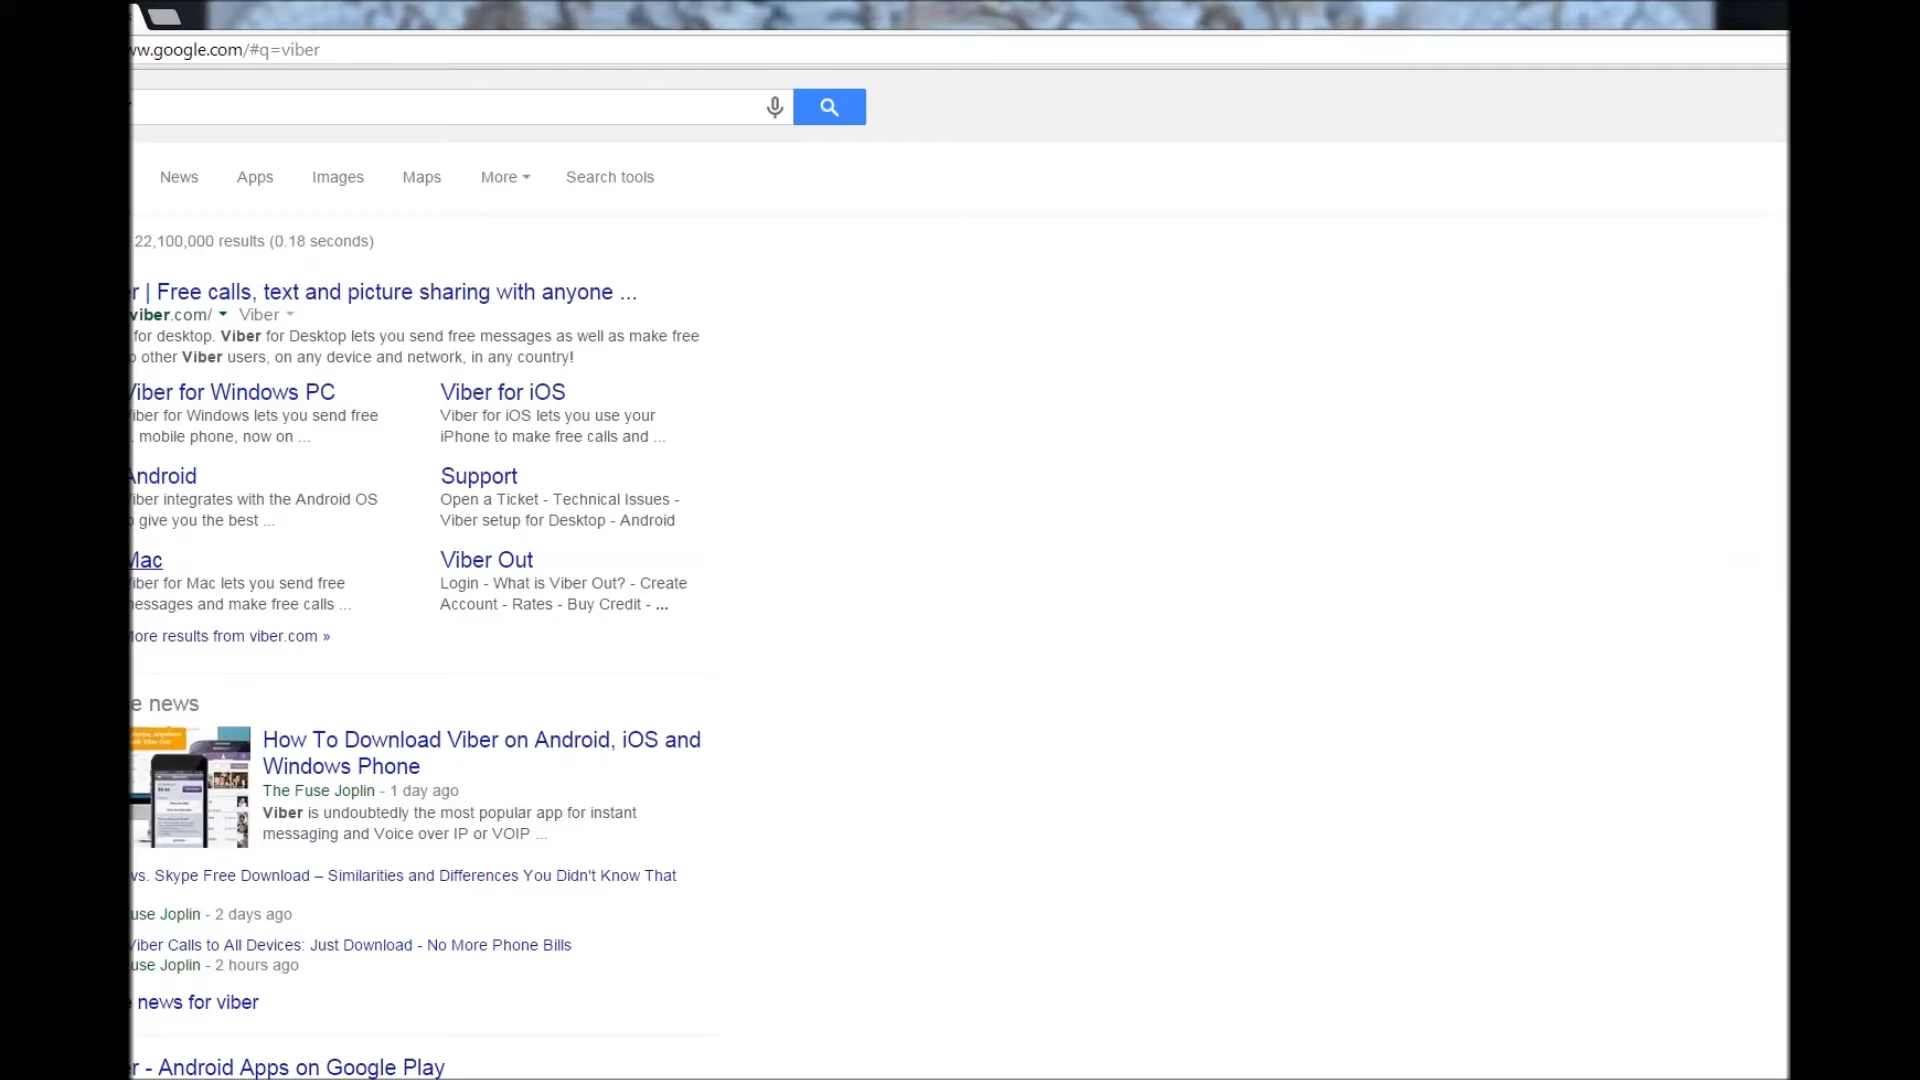 www.google.com/#q=viber
News Apps Images Maps More Search tools
22,100,000 results (0.18 seconds)
| Free calls, text and picture sharing with anyone ...
viber.com/ Viber
for desktop. Viber for Desktop lets you send free messages as well as make free
other Viber users, on any device and network, in any country!
Viber for Windows PC
Viber for Windows lets you send free
mobile phone, now on ...
Viber for iOS
Viber for iOS lets you use your
iPhone to make free calls and ...
Android
Viber integrates with the Android OS
give you the best ...
Support
Open a Ticket - Technical Issues -
Viber setup for Desktop - Android
Mac
Viber for Mac lets you send free
messages and make free calls ...
Viber Out
Login - What is Viber Out? - Create
Account - Rates - Buy Credit - ...
More results from viber.com »
news
How To Download Viber on Android, iOS and
Windows Phone
The Fuse Joplin - 1 day ago
Viber is undoubtedly the most popular app for instant
messaging and Voice over IP or VOIP ...
vs. Skype Free Download – Similarities and Differences You Didn't Know That
Fuse Joplin - 2 days ago
Viber Calls to All Devices: Just Download - No More Phone Bills
Fuse Joplin - 2 hours ago
news for viber
- Android Apps on Google Play